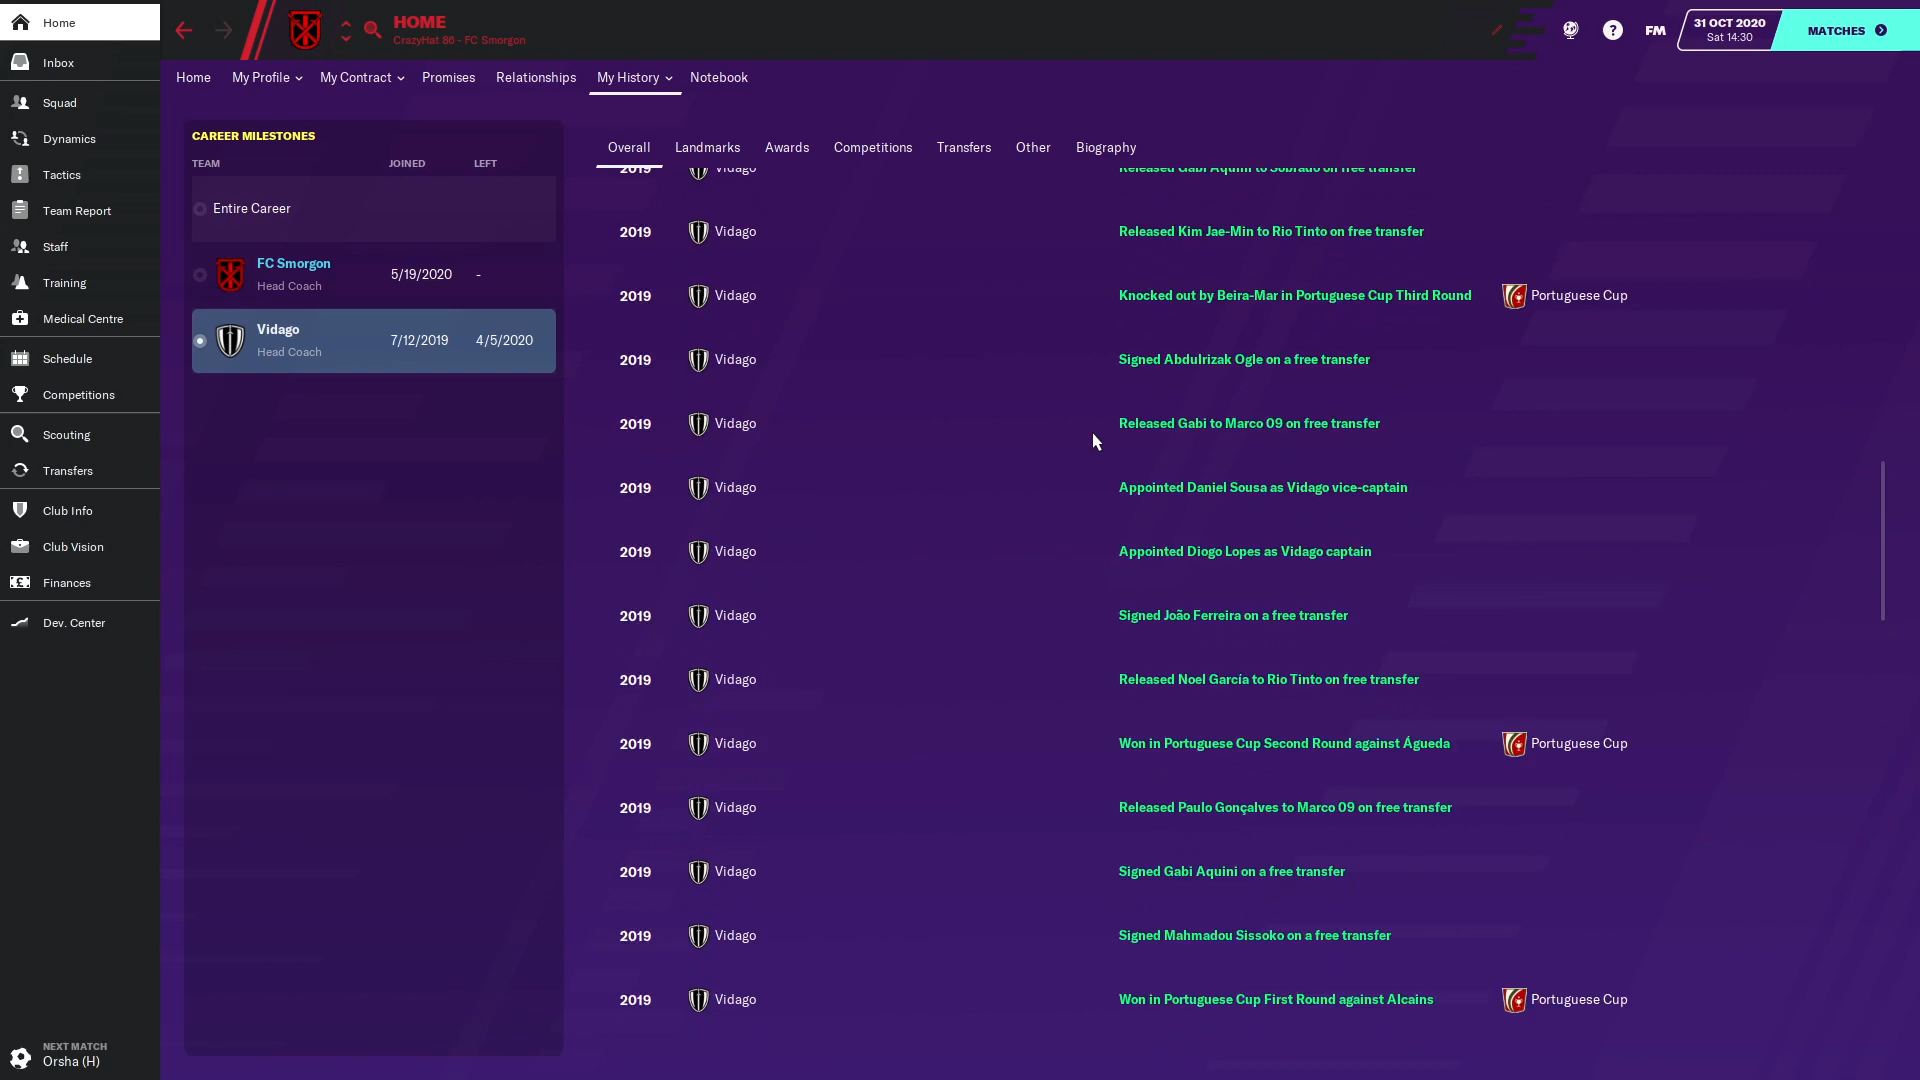 Home
Inbox
Squad
Dynamics
Tactics
Team Report
Staff
Training
Medical Centre
Schedule
Competitions
Scouting
Transfers
Club Info
Club Vision
Finances
Dev. Center
NEXT MATCH
Orsha (H)
HOME
CrazyHat 86 - FC Smorgon
?
FM
31 OCT 2020
Sat 14:30
MATCHES
Home My Profile My Contract Promises Relationships My History Notebook
CAREER MILESTONES
TEAM JOINED LEFT
Entire Career
FC Smorgon
Head Coach
5/19/2020 -
Vidago
Head Coach
7/12/2019 4/5/2020
Overall Landmarks Awards Competitions Transfers Other Biography
2019 Vidago Released Gabi Aquini to Sobrado on free transfer
2019 Vidago Released Kim Jae-Min to Rio Tinto on free transfer
2019 Vidago Knocked out by Beira-Mar in Portuguese Cup Third Round Portuguese Cup
2019 Vidago Signed Abdulrizak Ogle on a free transfer
2019 Vidago Released Gabi to Marco 09 on free transfer
2019 Vidago Appointed Daniel Sousa as Vidago vice-captain
2019 Vidago Appointed Diogo Lopes as Vidago captain
2019 Vidago Signed João Ferreira on a free transfer
2019 Vidago Released Noel García to Rio Tinto on free transfer
2019 Vidago Won in Portuguese Cup Second Round against Águeda Portuguese Cup
2019 Vidago Released Paulo Gonçalves to Marco 09 on free transfer
2019 Vidago Signed Gabi Aquini on a free transfer
2019 Vidago Signed Mahmadou Sissoko on a free transfer
2019 Vidago Won in Portuguese Cup First Round against Alcains Portuguese Cup